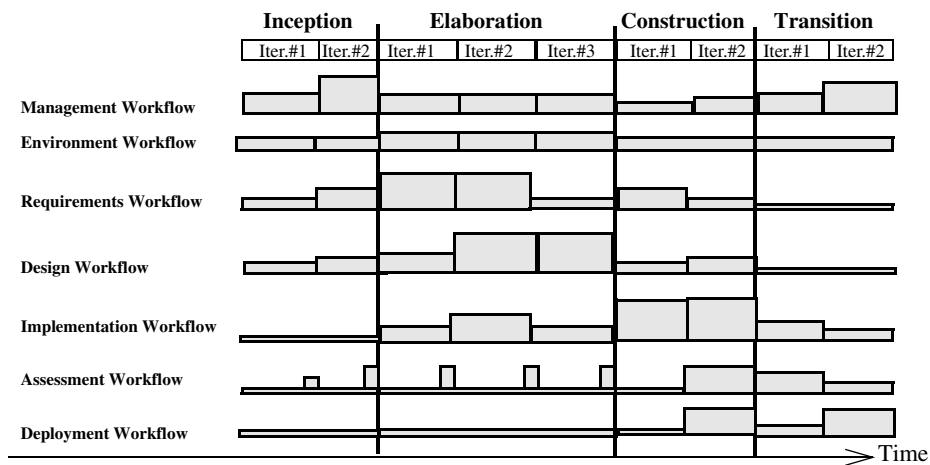 Inception Elaboration Construction Transition
Iter.#1 Iter.#2 Iter.#1 Iter.#2 Iter.#3 Iter.#1 Iter.#2 Iter.#1 Iter.#2
Management Workflow
Environment Workflow
Requirements Workflow
Design Workflow
Implementation Workflow
Assessment Workflow
Deployment Workflow
Time